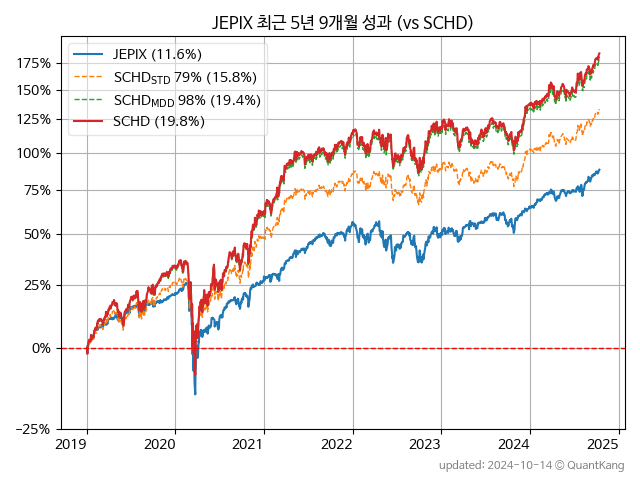 JEPIX 최근 5년 9개월 성과 (vs SCHD)
JEPIX (11.6%)
SCHD_STD 79% (15.8%)
SCHD_MDD 98% (19.4%)
SCHD (19.8%)
175%
150%
125%
100%
75%
50%
25%
0%
−25%
2019 2020 2021 2022 2023 2024 2025
updated: 2024-10-14 © QuantKang